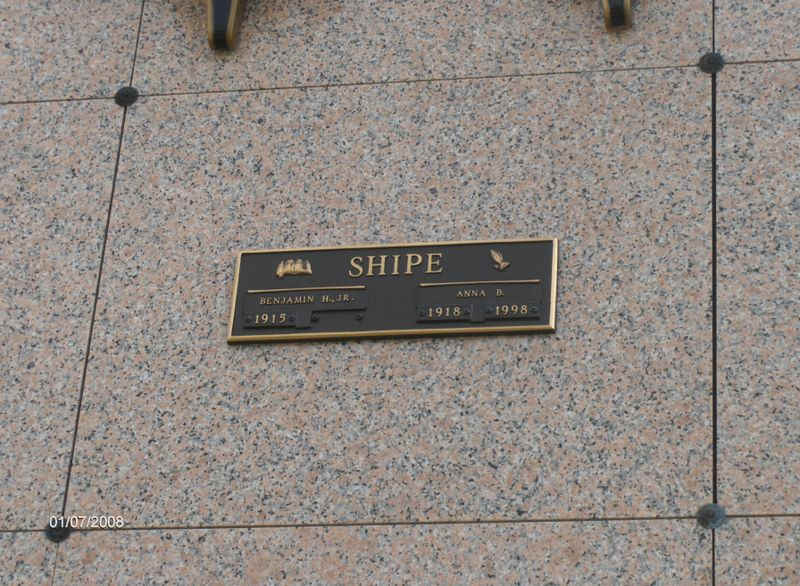 SHIPE
BENJAMIN H., JR.
1915
ANNA B.
1918 1998
01/07/2008